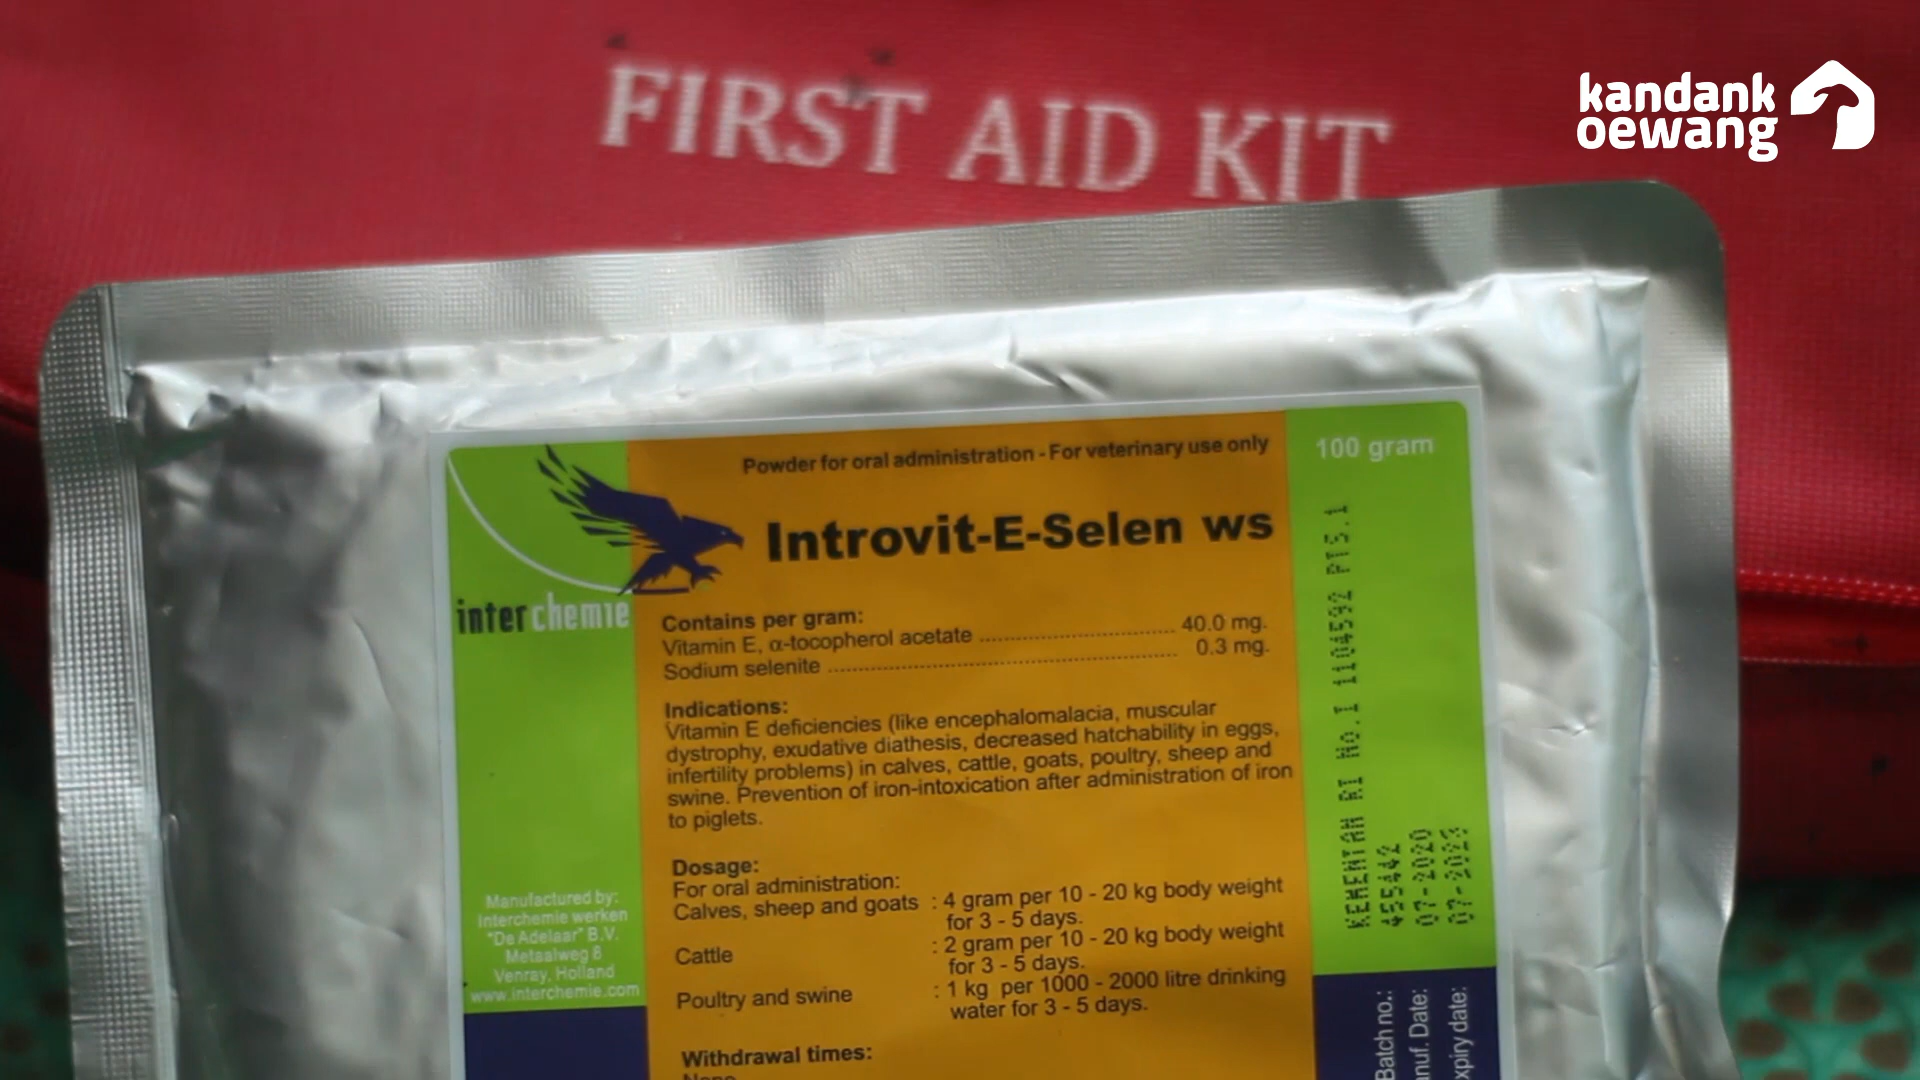 FIRST AID KIT
kandank
oewang
Powder for oral administration - For veterinary use only
100 gram
Introvit-E-Selen ws
interchemie
Contains per gram:
Vitamin E, α-tocopherol acetate ........................................ 40.0 mg.
Sodium selenite ........................................ 0.3 mg.
Indications:
Vitamin E deficiencies (like encephalomalacia, muscular
dystrophy, exudative diathesis, decreased hatchability in eggs,
infertility problems) in calves, cattle, goats, poultry, sheep and
swine. Prevention of iron-intoxication after administration of iron
to piglets.
Dosage:
For oral administration:
Calves, sheep and goats : 4 gram per 10 - 20 kg body weight
for 3 - 5 days.
Cattle : 2 gram per 10 - 20 kg body weight
for 3 - 5 days.
Poultry and swine : 1 kg per 1000 - 2000 litre drinking
water for 3 - 5 days.
Withdrawal times:
Manufactured by:
Interchemie werken
"De Adelaar" B.V.
Metaalweg 8
Venray, Holland
www.interchemie.com
KEMENTAN RI No.I 1104592 PTS.1
455442
07-2020
07-2023
Batch no.:
anuf. Date:
xpiry date: